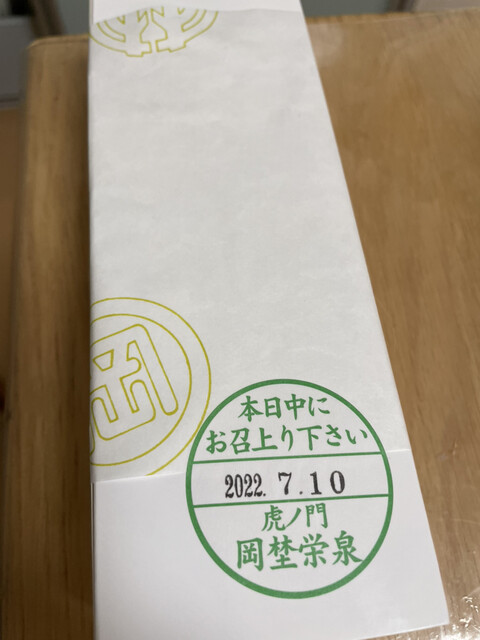 岡
本日中に
お召上り下さい
2022. 7.10
虎ノ門
岡埜栄泉